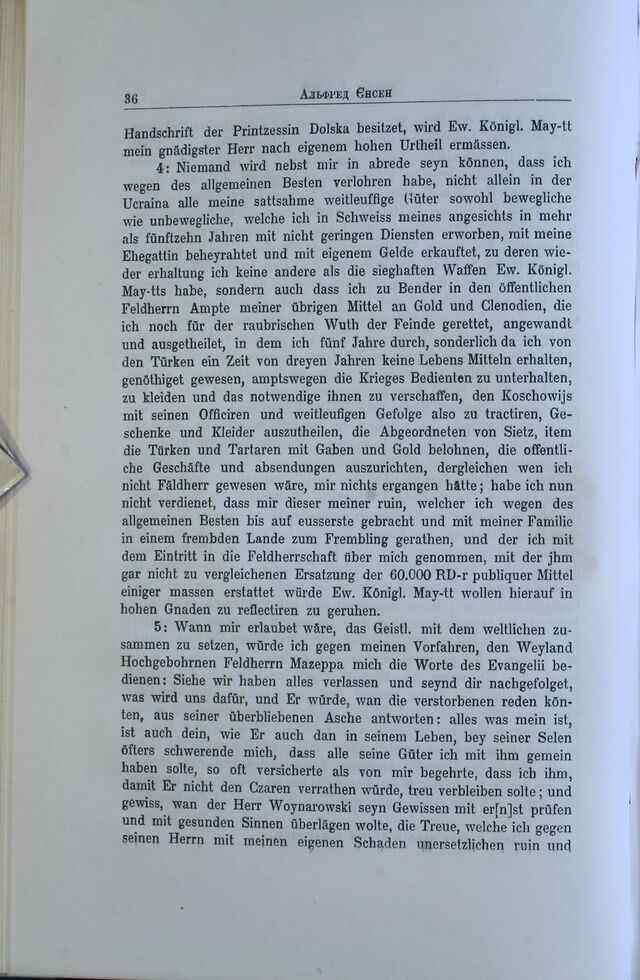 36
Альфред Єнсен
Handschrift der Printzessin Dolska besitzet, wird Ew. Königl. May-tt
mein gnädigster Herr nach eigenem hohen Urtheil ermässen.
4: Niemand wird nebst mir in abrede seyn können, dass ich
wegen des allgemeinen Besten verlohren habe, nicht allein in der
Ucraina alle meine sattsahme weitleuffige Güter sowohl bewegliche
wie unbewegliche, welche ich in Schweiss meines angesichts in mehr
als fünftzehn Jahren mit nicht geringen Diensten erworben, mit meine
Ehegattin beheyrahtet und mit eigenem Gelde erkauftet, zu deren wie-
der erhaltung ich keine andere als die sieghaften Waffen Ew. Königl.
May-tts habe, sondern auch dass ich zu Bender in den öffentlichen
Feldherrn Ampte meiner übrigen Mittel an Gold und Clenodien, die
ich noch für der raubrischen Wuth der Feinde gerettet, angewandt
und ausgetheilet, in dem ich fünf Jahre durch, sonderlich da ich von
den Türken ein Zeit von dreyen Jahren keine Lebens Mitteln erhalten,
genöthiget gewesen, amptswegen die Krieges Bedienten zu unterhalten,
zu kleiden und das notwendige ihnen zu verschaffen, den Koschowijs
mit seinen Officiren und weitleufigen Gefolge also zu tractiren, Ge-
schenke und Kleider auszutheilen, die Abgeordneten von Sietz, item
die Türken und Tartaren mit Gaben und Gold belohnen, die offentli-
che Geschäfte und absendungen auszurichten, dergleichen wen ich
nicht Fäldherr gewesen wäre, mir nichts ergangen hätte; habe ich nun
nicht verdienet, dass mir dieser meiner ruin, welcher ich wegen des
allgemeinen Besten bis auf eusserste gebracht und mit meiner Familie
in einem frembden Lande zum Frembling gerathen, und der ich mit
dem Eintritt in die Feldherrschaft über mich genommen, mit der jhm
gar nicht zu vergleichenen Ersatzung der 60.000 RD-r publiquer Mittel
einiger massen erstattet würde Ew. Königl. May-tt wollen hierauf in
hohen Gnaden zu reflectiren zu geruhen.
5: Wann mir erlaubet wäre, das Geistl. mit dem weltlichen zu-
sammen zu setzen, würde ich gegen meinen Vorfahren, den Weyland
Hochgebohrnen Feldherrn Mazeppa mich die Worte des Evangelii be-
dienen: Siehe wir haben alles verlassen und seynd dir nachgefolget,
was wird uns dafür, und Er würde, wan die verstorbenen reden kön-
ten, aus seiner überbliebenen Asche antworten: alles was mein ist,
ist auch dein, wie Er auch dan in seinem Leben, bey seiner Selen
öfters schwerende mich, dass alle seine Güter ich mit ihm gemein
haben solte, so oft versicherte als von mir begehrte, dass ich ihm,
damit Er nicht den Czaren verrathen würde, treu verbleiben solte; und
gewiss, wan der Herr Woynarowski seyn Gewissen mit er[n]st prüfen
und mit gesunden Sinnen überlägen wolte, die Treue, welche ich gegen
seinen Herrn mit meinen eigenen Schaden unersetzlichen ruin und